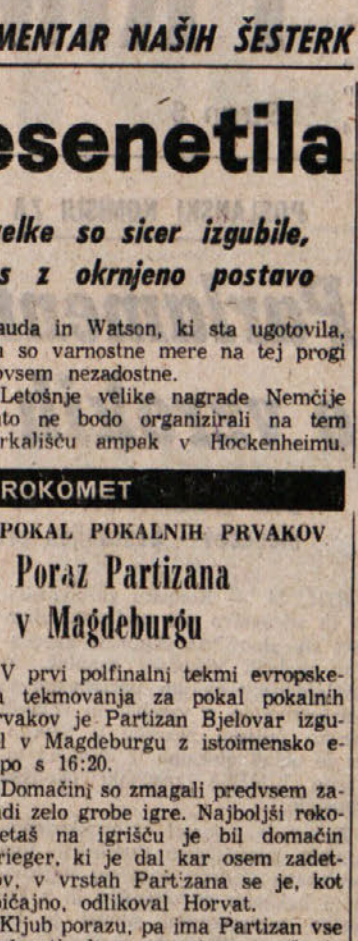 MENTAR NAŠIH ŠESTERK
esenetila
elke so sicer izgubile,
s z okrnjeno postavo
auda in Watson, ki sta ugotovila,
so varnostne mere na tej progi
ovsem nezadostne.
Letošnje velike nagrade Nemčije
to ne bodo organizirali na tem
rkališču ampak v Hockenheimu.
ROKOMET
POKAL POKALNIH PRVAKOV
Poraz Partizana
v Magdeburgu
V prvi polfinalni tekmi evropske-
a tekmovanja za pokal pokalnih
rvakov je Partizan Bjelovar izgu-
l v Magdeburgu z istoimensko e-
po s 16:20.
Domačini so zmagali predvsem za-
di zelo grobe igre. Najboljši roko-
etaš na igrišču je bil domačin
rieger, ki je dal kar osem zadet-
ov, v vrstah Partizana se je, kot
ičajno, odlikoval Horvat.
Kljub porazu, pa ima Partizan vse